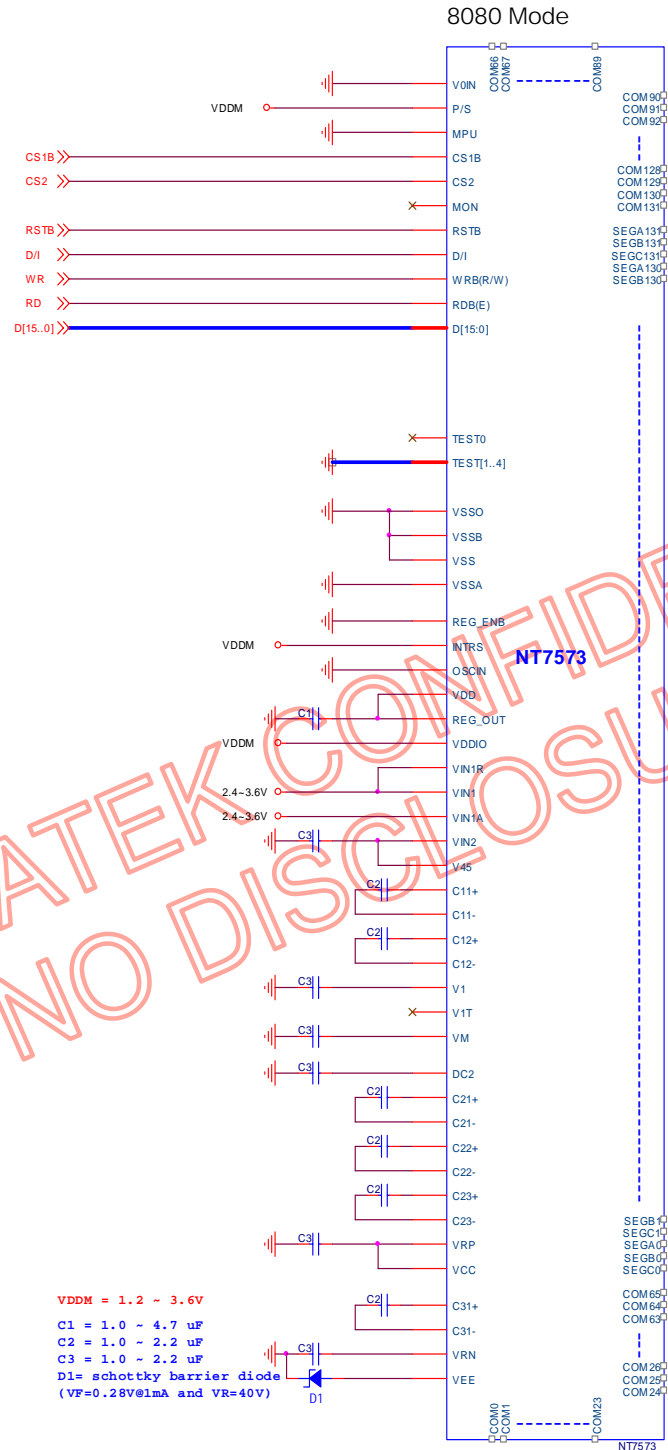 8080 Mode
COM66
COM67
COM89
V0IN
VDDM
P/S
COM90
COM91
COM92
MPU
CS1B
CS1B
CS2
CS2
COM128
COM129
COM130
COM131
MON
RSTB
RSTB
SEGA131
SEGB131
SEGC131
SEGA130
SEGB130
D/I
D/I
WR
WRB(R/W)
RD
RDB(E)
D[15..0]
D[15:0]
TEST0
TEST[1..4]
VSSO
VSSB
VSS
VSSA
REG_ENB
VDDM
INTRS
NT7573
OSCIN
VDD
C1
REG_OUT
VDDM
VDDIO
VIN1R
2.4~3.6V
VIN1
2.4~3.6V
VIN1A
C3
VIN2
V45
C2
C11+
C11-
C2
C12+
C12-
C3
V1
V1T
C3
VM
C3
DC2
C2
C21+
C21-
C2
C22+
C22-
C2
C23+
C23-
SEGB1
SEGC1
SEGA0
SEGB0
SEGC0
C3
VRP
VCC
COM65
COM64
COM63
C2
C31+
C31-
C3
VRN
VEE
D1
COM26
COM25
COM24
VDDM = 1.2 ~ 3.6V
C1 = 1.0 ~ 4.7 uF
C2 = 1.0 ~ 2.2 uF
C3 = 1.0 ~ 2.2 uF
D1= schottky barrier diode
(VF=0.28V@1mA and VR=40V)
COM0
COM1
COM23
NT7573
ATEK CONFIDE
NO DISCLOSU